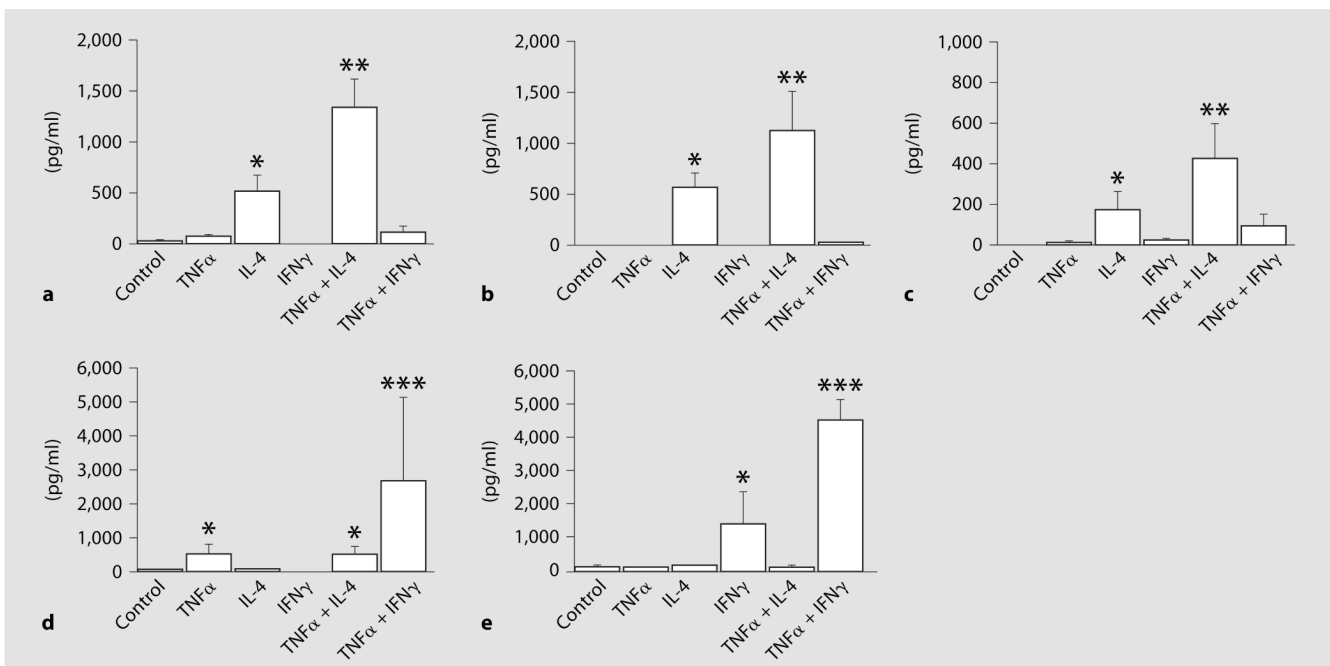 2,000
1,500
1,000
500
0
(pg/ml)
*
**
Control
TNFα
IL-4
IFNγ
TNFα + IL-4
TNFα + IFNγ
a
2,000
1,500
1,000
500
0
(pg/ml)
*
**
Control
TNFα
IL-4
IFNγ
TNFα + IL-4
TNFα + IFNγ
b
1,000
800
600
400
200
0
(pg/ml)
*
**
Control
TNFα
IL-4
IFNγ
TNFα + IL-4
TNFα + IFNγ
c
6,000
5,000
4,000
3,000
2,000
1,000
0
(pg/ml)
*
*
***
Control
TNFα
IL-4
IFNγ
TNFα + IL-4
TNFα + IFNγ
d
6,000
5,000
4,000
3,000
2,000
1,000
0
(pg/ml)
*
***
Control
TNFα
IL-4
IFNγ
TNFα + IL-4
TNFα + IFNγ
e